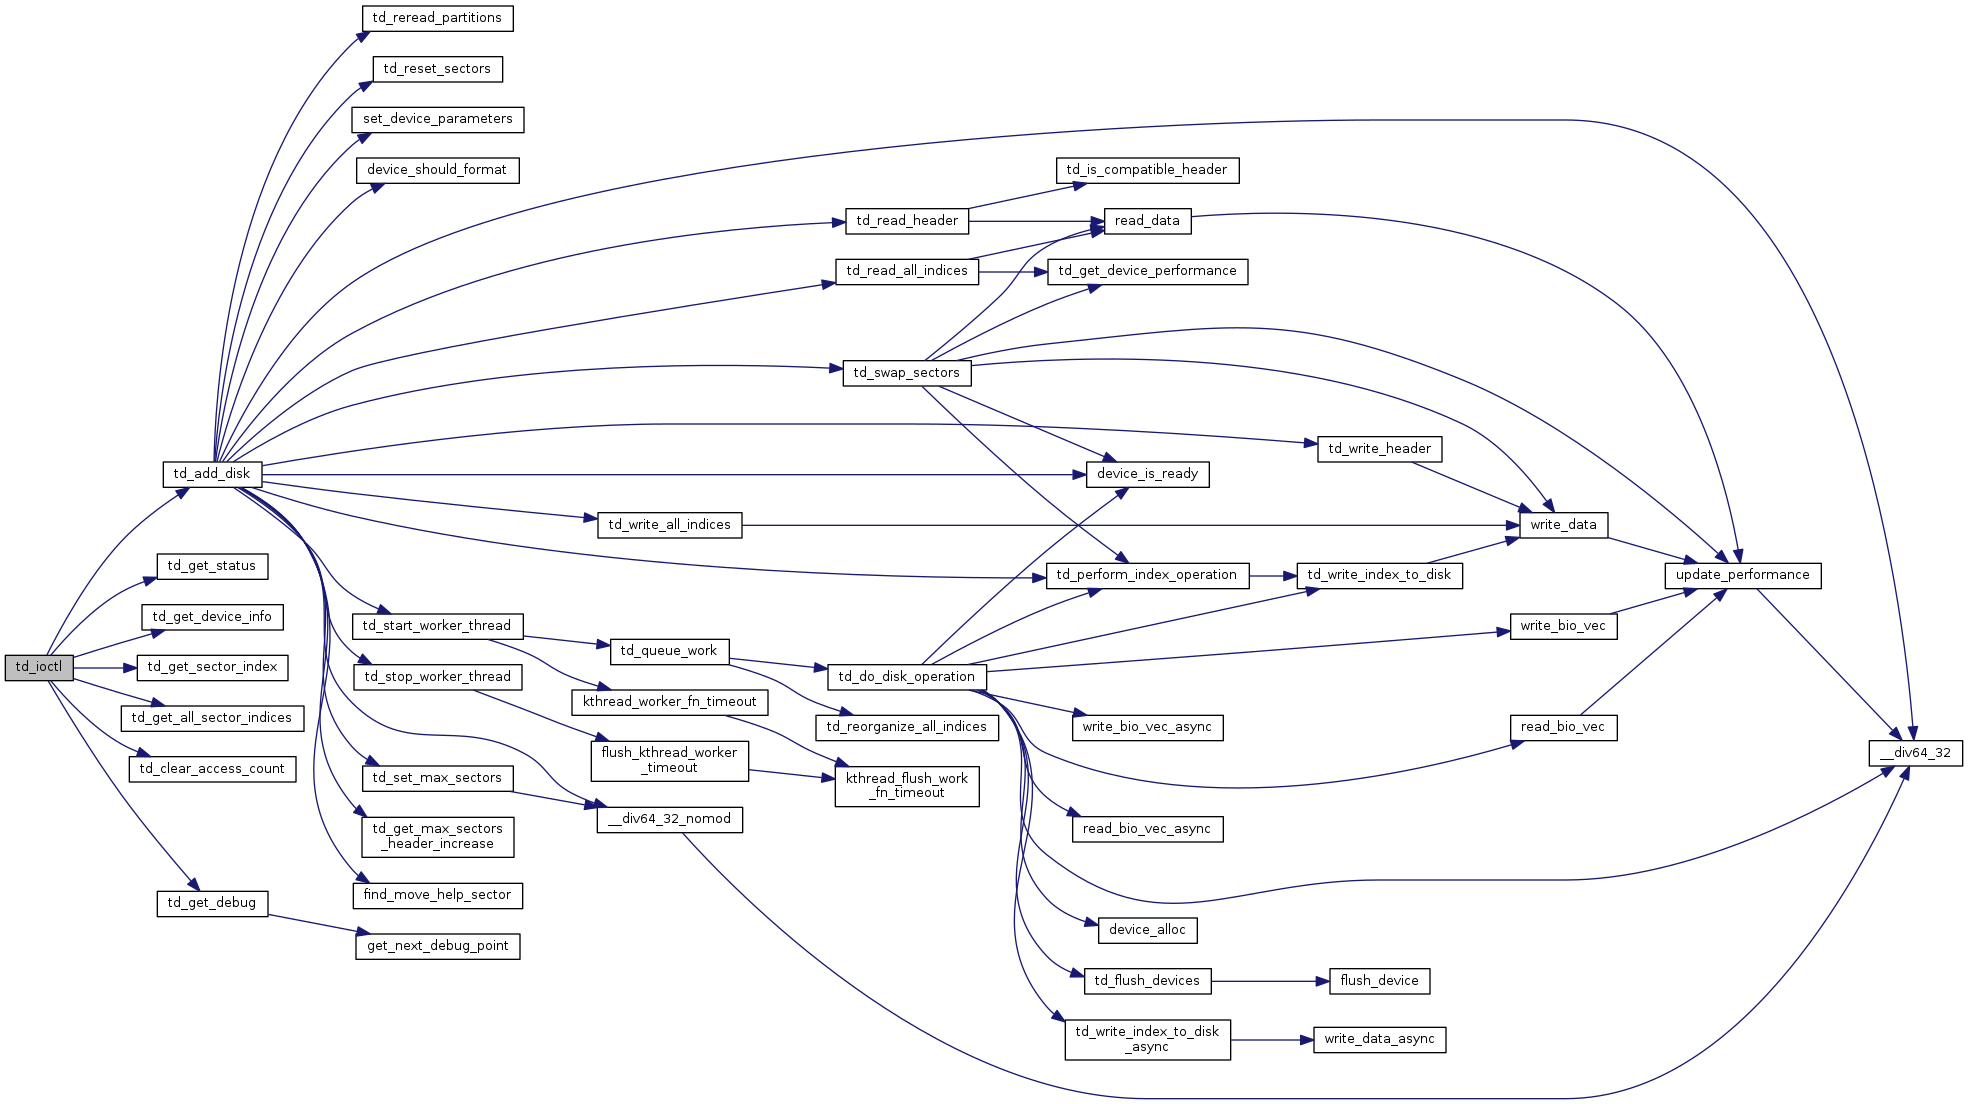 td_reread_partitions
td_reset_sectors
set_device_parameters
device_should_format
td_is_compatible_header
td_read_header
read_data
td_read_all_indices
td_get_device_performance
td_swap_sectors
td_write_header
td_add_disk
device_is_ready
td_write_all_indices
write_data
td_get_status
td_perform_index_operation
td_write_index_to_disk
update_performance
td_get_device_info
td_start_worker_thread
write_bio_vec
td_queue_work
td_ioctl
td_get_sector_index
td_stop_worker_thread
td_do_disk_operation
kthread_worker_fn_timeout
td_get_all_sector_indices
td_reorganize_all_indices
write_bio_vec_async
read_bio_vec
flush_kthread_worker
_timeout
__div64_32
td_clear_access_count
td_set_max_sectors
kthread_flush_work
_fn_timeout
__div64_32_nomod
read_bio_vec_async
td_get_max_sectors
_header_increase
find_move_help_sector
td_get_debug
device_alloc
get_next_debug_point
td_flush_devices
flush_device
td_write_index_to_disk
_async
write_data_async